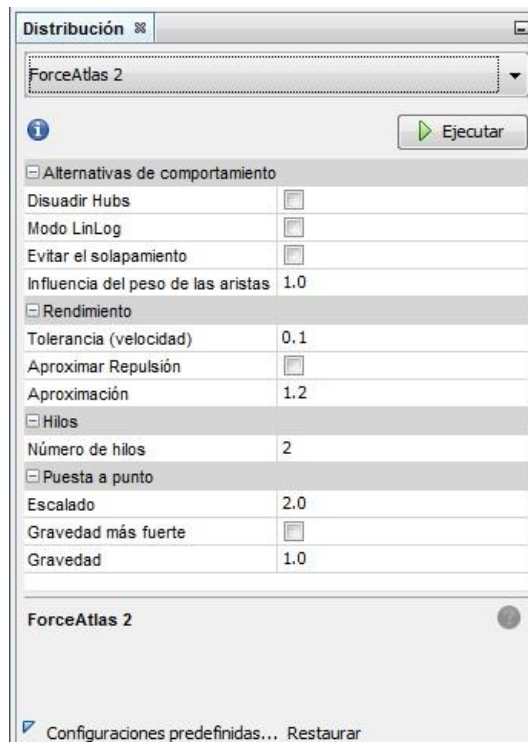 Distribución
ForceAtlas 2
Ejecutar
Alternativas de comportamiento
Disuadir Hubs
Modo LinLog
Evitar el solapamiento
Influencia del peso de las aristas 1.0
Rendimiento
Tolerancia (velocidad) 0.1
Aproximar Repulsión
Aproximación 1.2
Hilos
Número de hilos 2
Puesta a punto
Escalado 2.0
Gravedad más fuerte
Gravedad 1.0
ForceAtlas 2
Configuraciones predefinidas... Restaurar